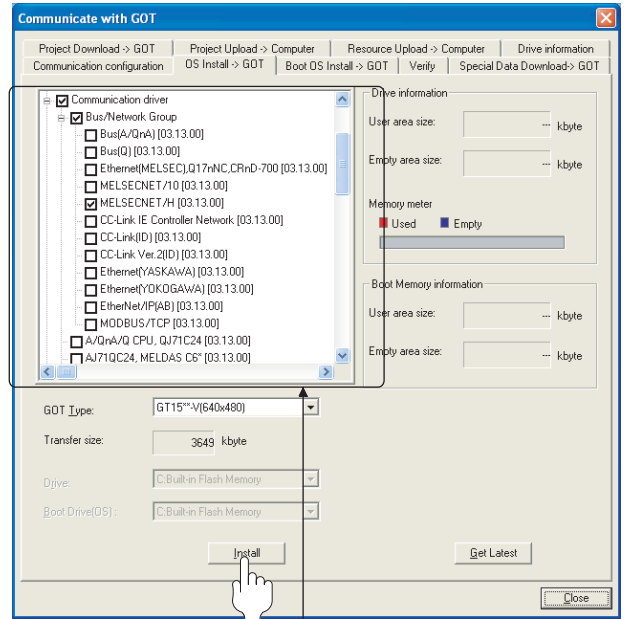 Communicate with GOT
Project Download -> GOT Project Upload -> Computer Resource Upload -> Computer Drive information
Communication configuration OS Install -> GOT Boot OS Install -> GOT Verify Special Data Download-> GOT
Communication driver
Bus/Network Group
Bus(A/QnA) [03.13.00]
Bus(Q) [03.13.00]
Ethernet(MELSEC),Q17nNC,CRnD-700 [03.13.00]
MELSECNET/10 [03.13.00]
MELSECNET/H [03.13.00]
CC-Link IE Controller Network [03.13.00]
CC-Link(ID) [03.13.00]
CC-Link Ver.2(ID) [03.13.00]
Ethernet(YASKAWA) [03.13.00]
Ethernet(YOKOGAWA) [03.13.00]
EtherNet/IP(AB) [03.13.00]
MODBUS/TCP [03.13.00]
A/QnA/Q CPU, QJ71C24 [03.13.00]
AJ71QC24, MELDAS C6* [03.13.00]
Drive information
User area size: --- kbyte
Empty area size: --- kbyte
Memory meter
Used Empty
Boot Memory information
User area size: --- kbyte
Empty area size: --- kbyte
GOT Type: GT15**-V(640x480)
Transfer size: 3649 kbyte
Drive: C:Built-in Flash Memory
Boot Drive(OS) : C:Built-in Flash Memory
Install Get Latest
Close